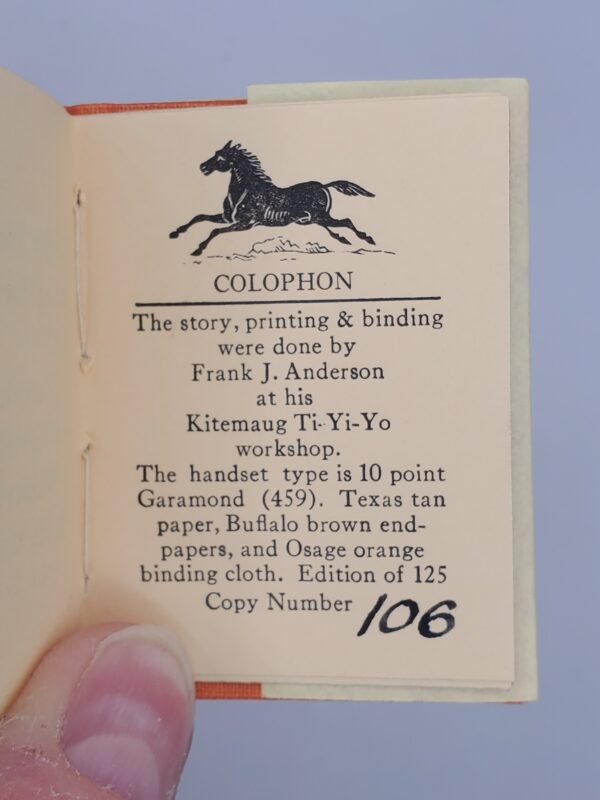 COLOPHON
The story, printing & binding
were done by
Frank J. Anderson
at his
Kitemaug Ti-Yi-Yo
workshop.
The handset type is 10 point
Garamond (459). Texas tan
paper, Buffalo brown end-
papers, and Osage orange
binding cloth. Edition of 125
Copy Number 106